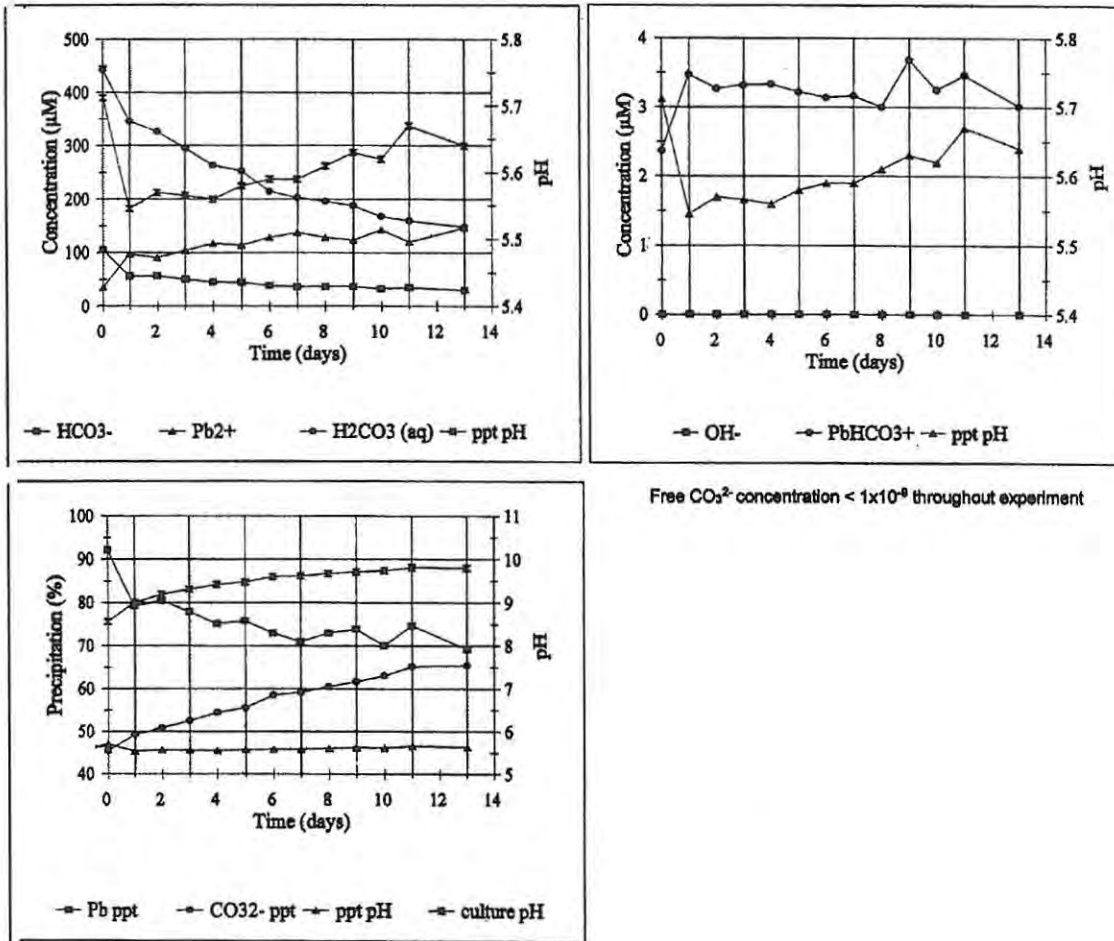 500
400
300
200
100
0
Concentration (µM)
5.8
5.7
5.6
5.5
5.4
pH
0 2 4 6 8 10 12 14
Time (days)
HCO3- Pb2+ H2CO3 (aq) ppt pH
4
3
2
1
0
Concentration (µM)
5.8
5.7
5.6
5.5
5.4
pH
0 2 4 6 8 10 12 14
Time (days)
OH- PbHCO3+ ppt pH
100
90
80
70
60
50
40
Precipitation (%)
11
10
9
8
7
6
5
pH
0 2 4 6 8 10 12 14
Time (days)
Pb ppt CO32- ppt ppt pH culture pH
Free CO₃²⁻ concentration < 1x10⁻⁹ throughout experiment